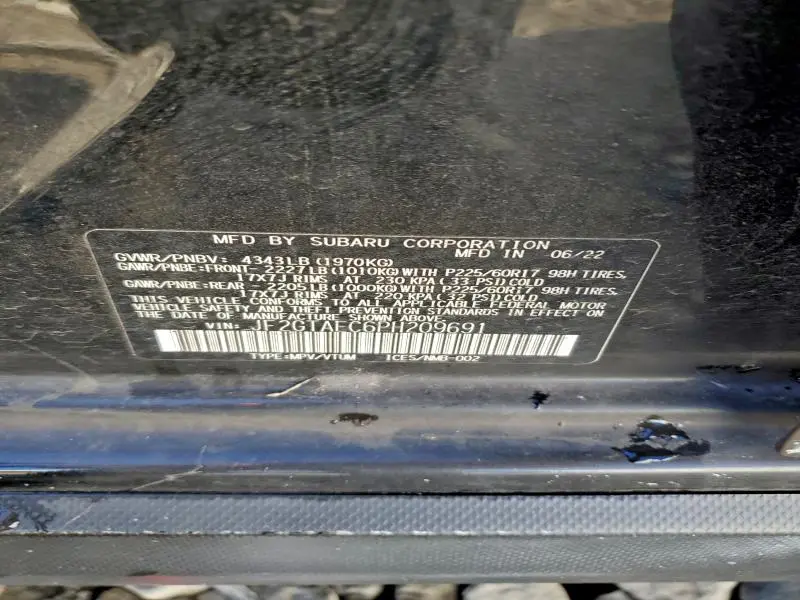 MFD BY SUBARU CORPORATION
MFD IN 06/22
GVWR/PNBV: 4343LB (1970KG)
GAWR/PNBE:FRONT 2227LB (1010KG) WITH P225/60R17 98H TIRES,
17X7J RIMS AT 230 KPA (33 PSI) COLD
GAWR/PNBE:REAR 2205LB (1000KG) WITH P225/60R17 98H TIRES,
17X7J RIMS AT 220 KPA (32 PSI) COLD
THIS VEHICLE CONFORMS TO ALL APPLICABLE FEDERAL MOTOR
VEHICLE SAFETY, BUMPER, AND THEFT PREVENTION STANDARDS IN EFFECT ON
THE DATE OF MANUFACTURE SHOWN ABOVE
VIN: JF2GTAEC6PH209691
TYPE:MPV/VTUM ICES/NMB-002